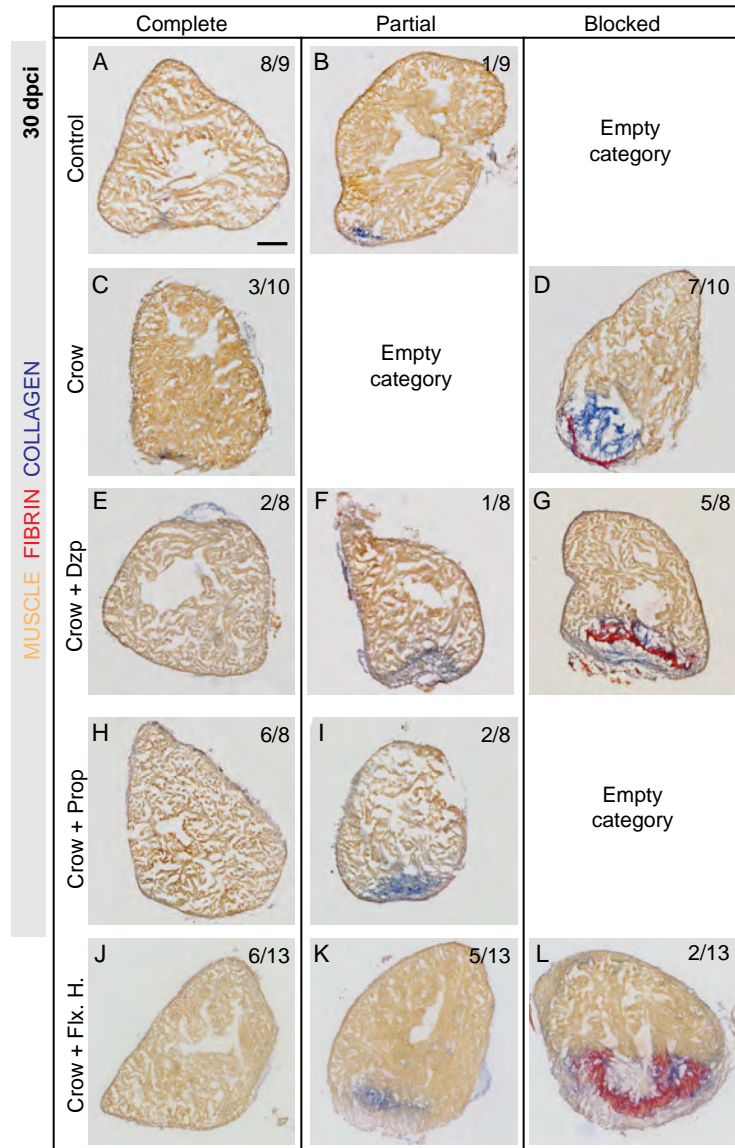 Complete Partial Blocked
30 dpci
MUSCLE FIBRIN COLLAGEN
Control
A 8/9
B 1/9
Empty
category
Crow
C 3/10
Empty
category
D 7/10
Crow + Dzp
E 2/8
F 1/8
G 5/8
Crow + Prop
H 6/8
I 2/8
Empty
category
Crow + Flx. H.
J 6/13
K 5/13
L 2/13